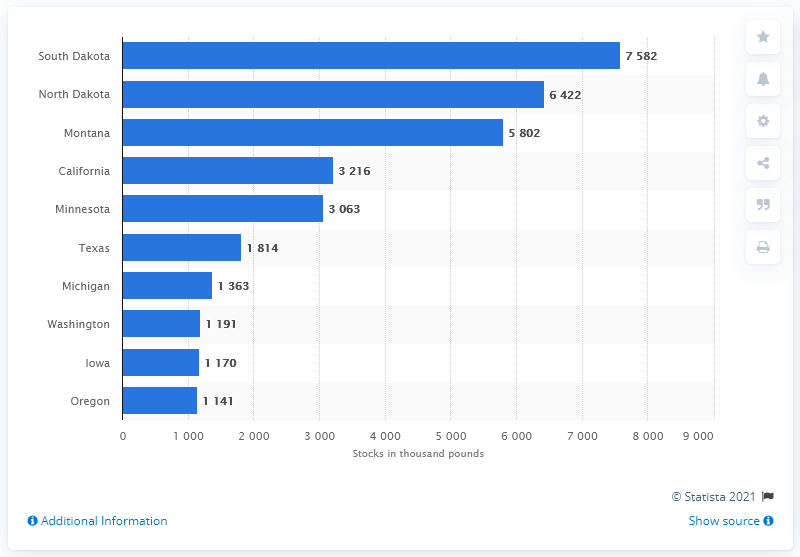 South Dakota 7 582
North Dakota 6 422
Montana 5 802
California 3 216
Minnesota 3 063
Texas 1 814
Michigan 1 363
Washington 1 191
Iowa 1 170
Oregon 1 141
0 1 000 2 000 3 000 4 000 5 000 6 000 7 000 8 000 9 000
Stocks in thousand pounds
© Statista 2021
Additional Information Show source